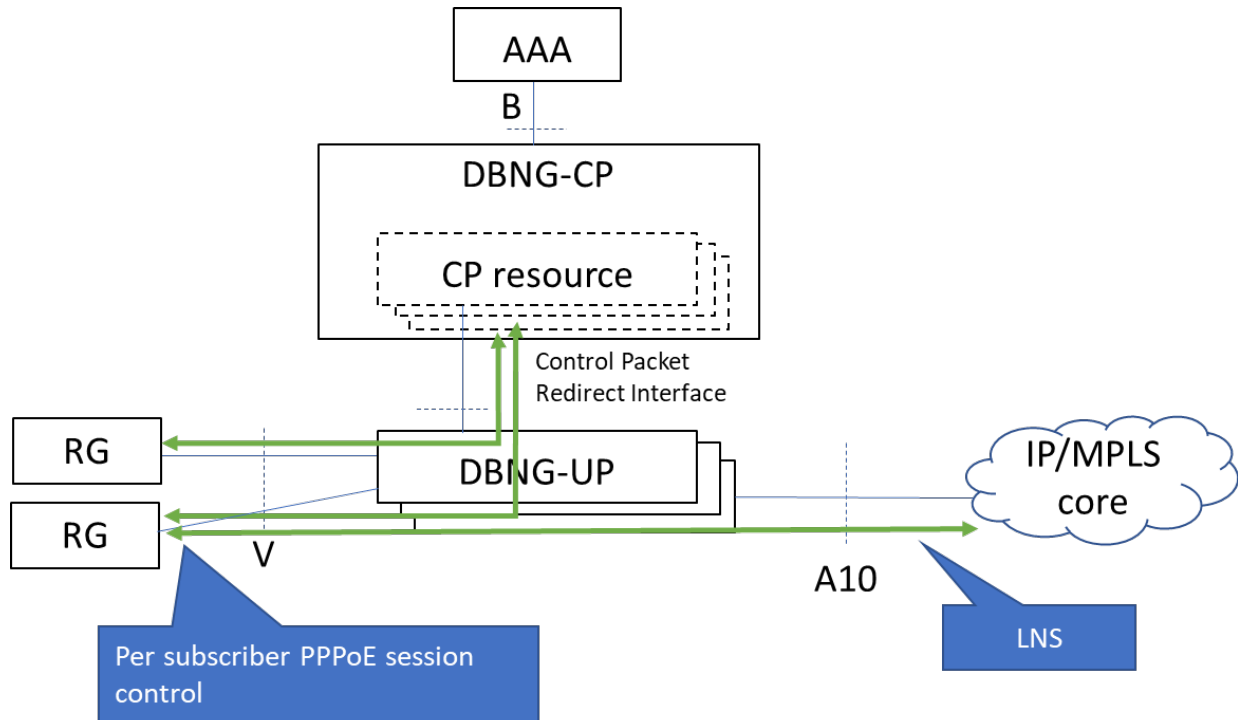 AAA
B
DBNG-CP
CP resource
Control Packet
Redirect Interface
RG
DBNG-UP
IP/MPLS
core
RG
V
A10
Per subscriber PPPoE session
control
LNS